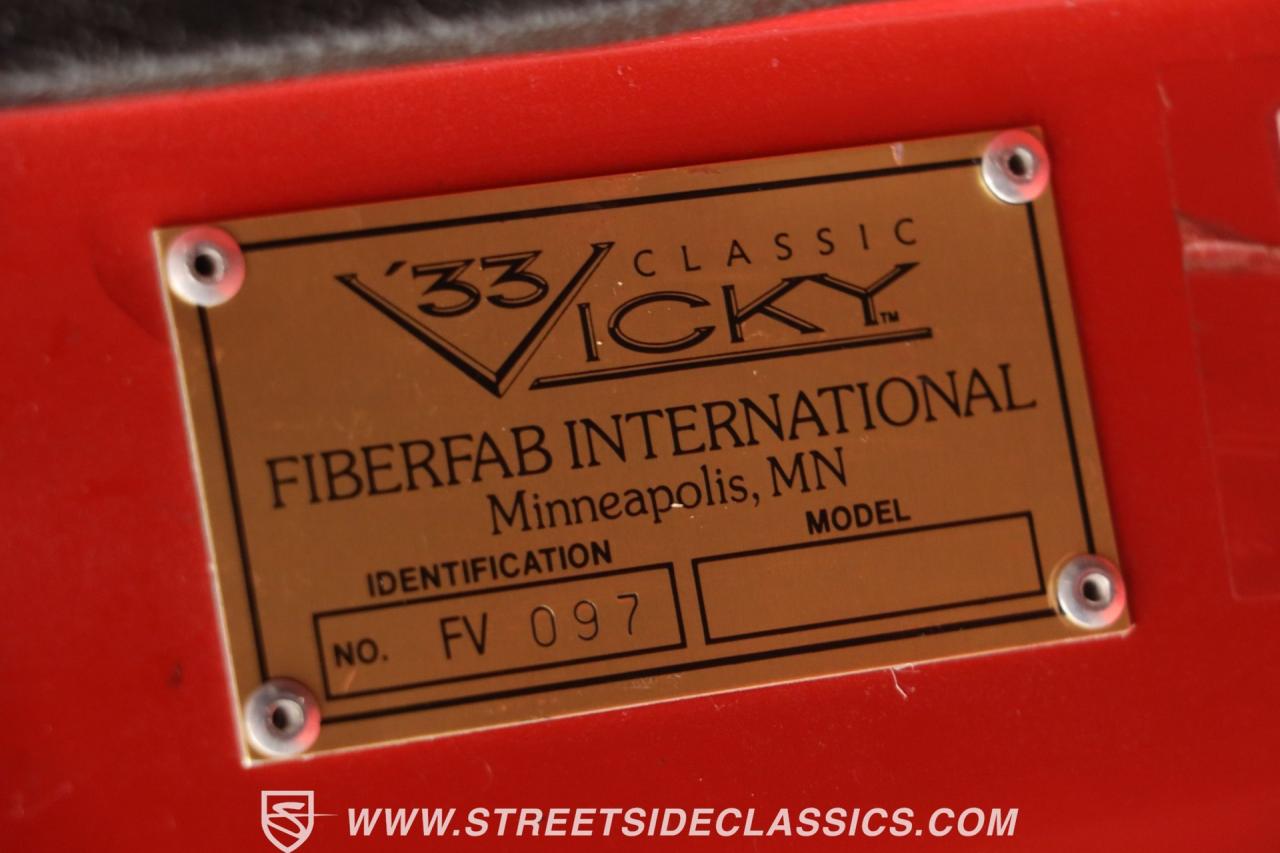 '33 CLASSIC
VICKY™
FIBERFAB INTERNATIONAL
Minneapolis, MN
IDENTIFICATION MODEL
NO. FV 097
WWW.STREETSIDECLASSICS.COM